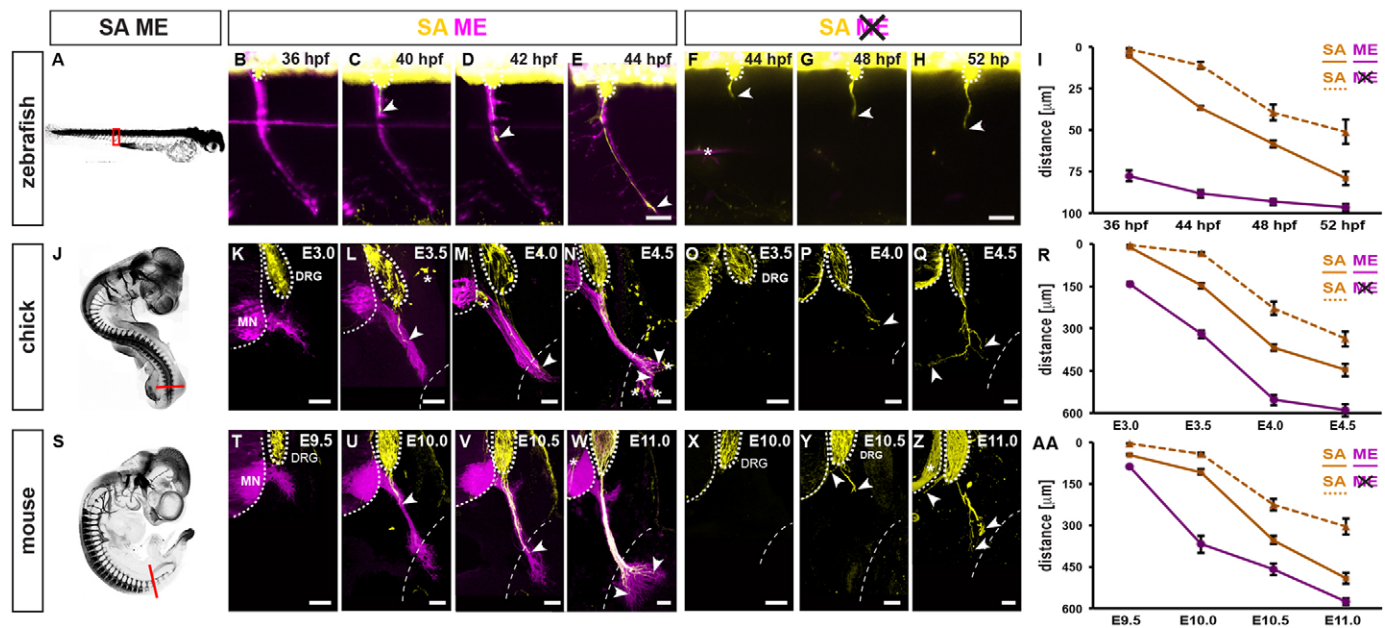 SA ME
SA ME
SA ME
zebrafish
A
B 36 hpf
C 40 hpf
D 42 hpf
E 44 hpf
F 44 hpf
G 48 hpf
H 52 hp
*
I
0
25
50
75
100
distance [µm]
36 hpf 44 hpf 48 hpf 52 hpf
SA ME
SA ME
chick
J
K E3.0
DRG
MN
L E3.5
*
M E4.0
*
N E4.5
* * *
O E3.5
DRG
P E4.0
Q E4.5
R
0
150
300
450
600
distance [µm]
E3.0 E3.5 E4.0 E4.5
SA ME
SA ME
mouse
S
T E9.5
DRG
MN
U E10.0
V E10.5
W E11.0
*
X E10.0
DRG
Y E10.5
DRG
Z E11.0
*
AA
0
150
300
450
600
distance [µm]
E9.5 E10.0 E10.5 E11.0
SA ME
SA ME